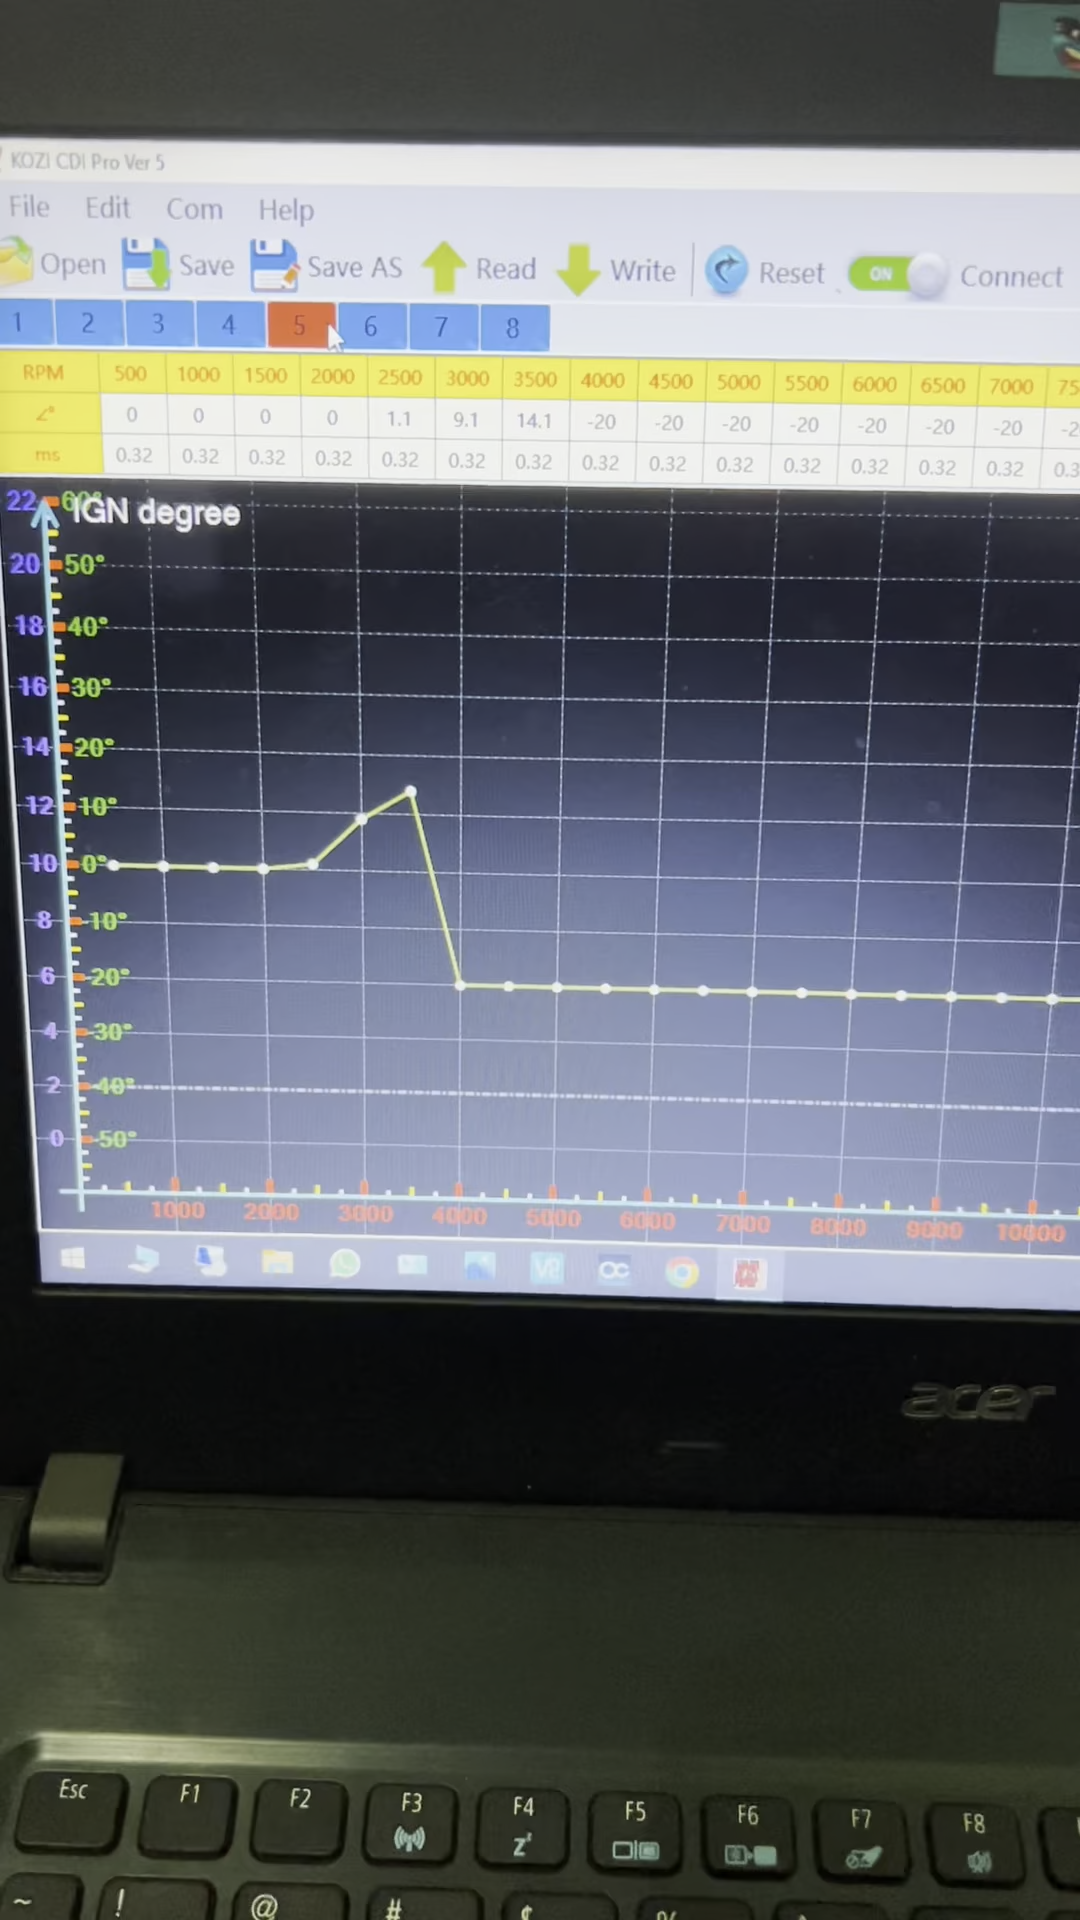 KOZI CDI Pro Ver 5
File Edit Com Help
Open Save Save AS Read Write Reset ON Connect
1 2 3 4 5 6 7 8
RPM 500 1000 1500 2000 2500 3000 3500 4000 4500 5000 5500 6000 6500 7000
∠° 0 0 0 0 1.1 9.1 14.1 -20 -20 -20 -20 -20 -20 -20
ms 0.32 0.32 0.32 0.32 0.32 0.32 0.32 0.32 0.32 0.32 0.32 0.32 0.32 0.32
22 60° IGN degree
20 50°
18 40°
16 30°
14 20°
12 10°
10 0°
8 -10°
6 -20°
4 -30°
2 -40°
0 -50°
1000 2000 3000 4000 5000 6000 7000 8000 9000 10000
acer
Esc F1 F2 F3 F4 F5 F6 F7 F8
z
~ ! @ #